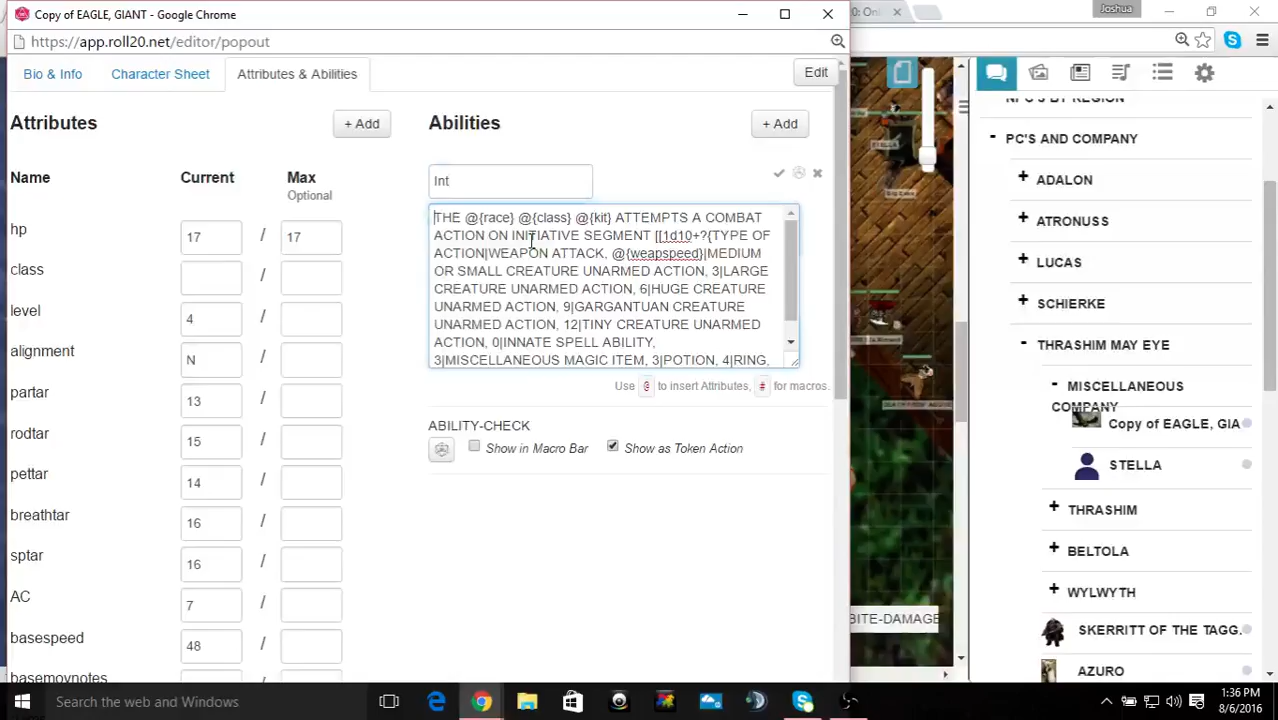 Copy of EAGLE, GIANT - Google Chrome
Joshua
https://app.roll20.net/editor/popout
Bio & Info
Character Sheet
Attributes & Abilities
Edit
Attributes
+ Add
Abilities
+ Add
Name
Current
Max
Optional
hp
17
/
17
class
/
level
4
/
alignment
N
/
partar
13
/
rodtar
15
/
pettar
14
/
breathtar
16
/
sptar
16
/
AC
7
/
basespeed
48
/
basemovnotes
Int
THE @{race} @{class} @{kit} ATTEMPTS A COMBAT
ACTION ON INITIATIVE SEGMENT [[1d10+?{TYPE OF
ACTION|WEAPON ATTACK, @{weapspeed}|MEDIUM
OR SMALL CREATURE UNARMED ACTION, 3|LARGE
CREATURE UNARMED ACTION, 6|HUGE CREATURE
UNARMED ACTION, 9|GARGANTUAN CREATURE
UNARMED ACTION, 12|TINY CREATURE UNARMED
ACTION, 0|INNATE SPELL ABILITY,
3|MISCELLANEOUS MAGIC ITEM, 3|POTION, 4|RING,
Use @ to insert Attributes, # for macros.
ABILITY-CHECK
Show in Macro Bar
Show as Token Action
STELLA
BITE-DAMAGE
NPC'S BY REGION
- PC'S AND COMPANY
+ ADALON
+ ATRONUSS
+ LUCAS
+ SCHIERKE
- THRASHIM MAY EYE
- MISCELLANEOUS
COMPANY
Copy of EAGLE, GIA
STELLA
+ THRASHIM
+ BELTOLA
+ WYLWYTH
SKERRITT OF THE TAGG.
AZURO
Search the web and Windows
1:36 PM
8/6/2016